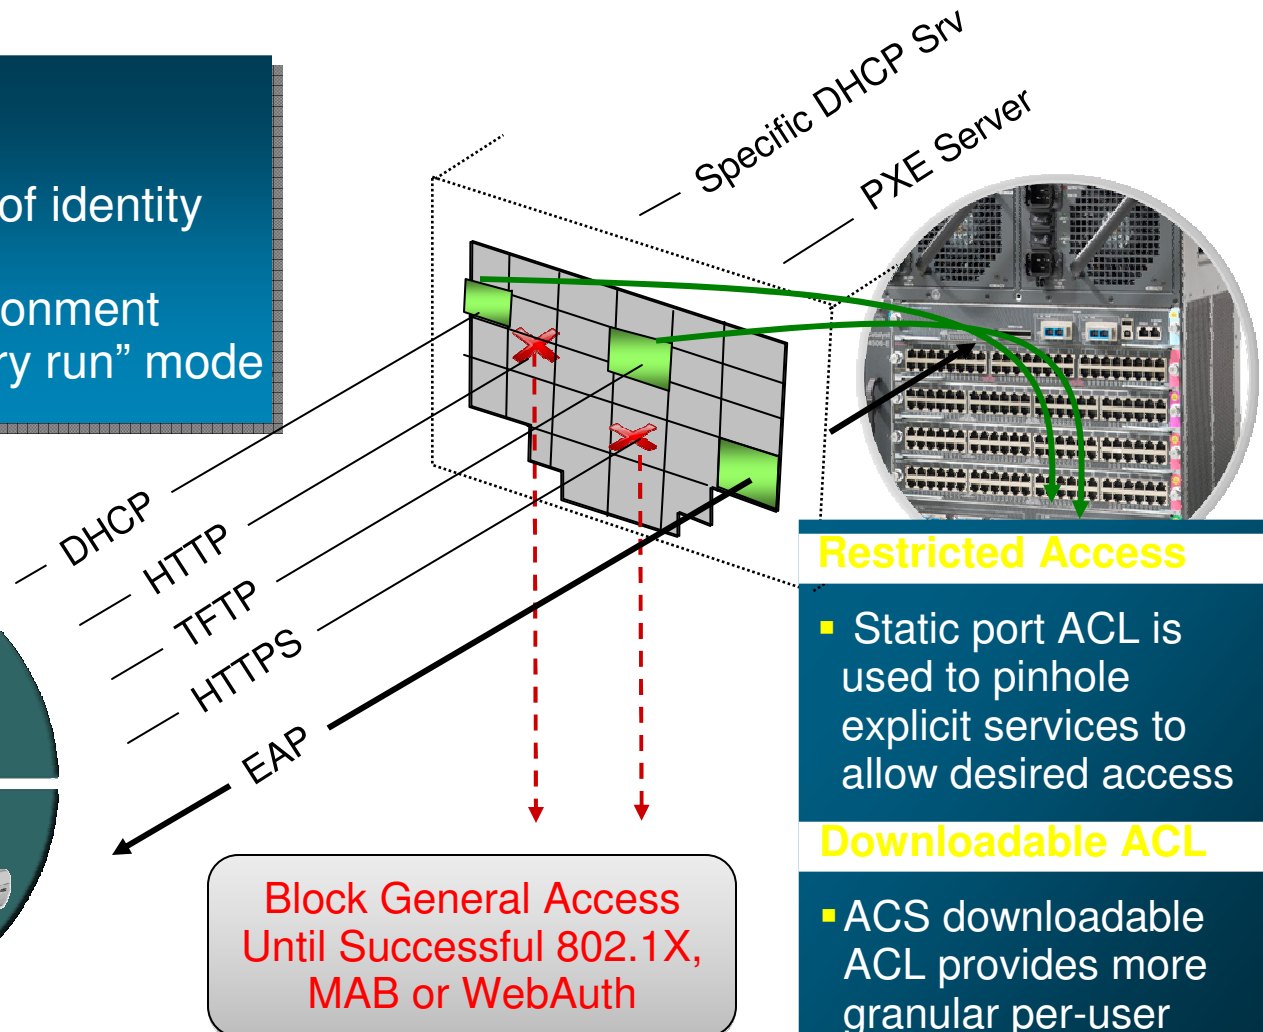 of identity
onment
ry run” mode
Specific DHCP Srv
PXE Server
DHCP
HTTP
TFTP
HTTPS
EAP
Block General Access
Until Successful 802.1X,
MAB or WebAuth
Restricted Access
▪ Static port ACL is
used to pinhole
explicit services to
allow desired access
Downloadable ACL
▪ ACS downloadable
ACL provides more
granular per-user